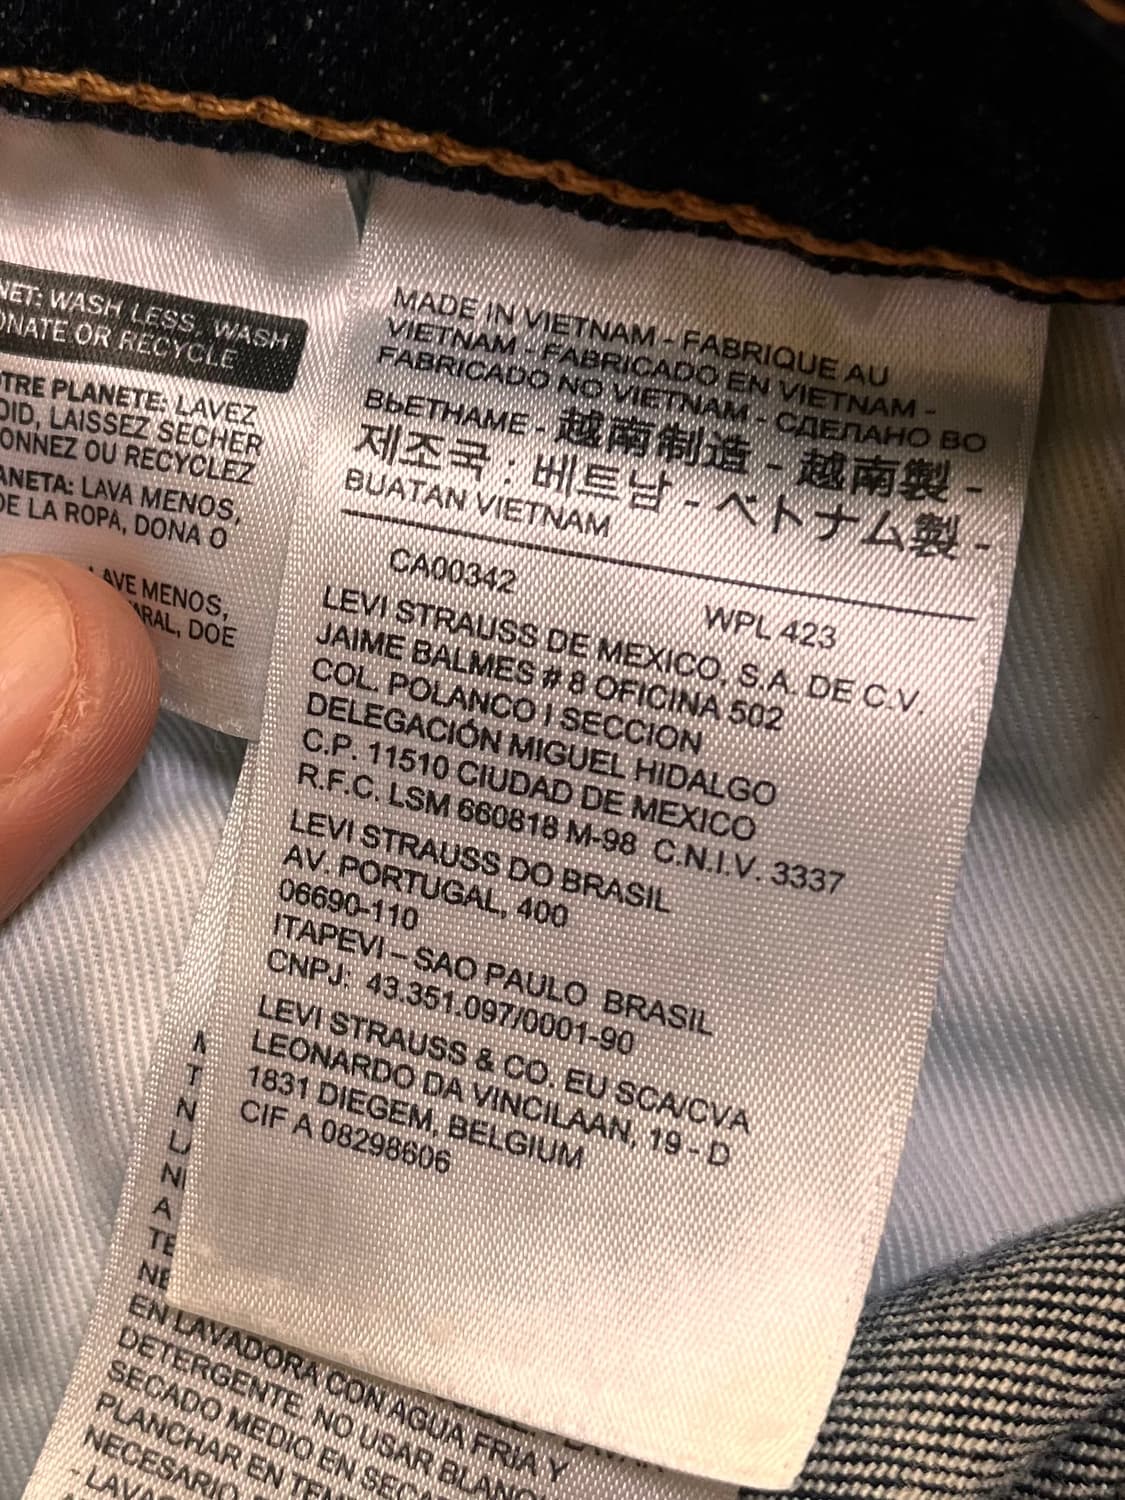 NET: WASH LESS, WASH
ONATE OR RECYCLE
TRE PLANETE: LAVEZ
OID, LAISSEZ SECHER
ONNEZ OU RECYCLEZ
ANETA: LAVA MENOS,
DE LA ROPA, DONA O
AVE MENOS,
RAL, DOE
MADE IN VIETNAM - FABRIQUE AU
VIETNAM - FABRICADO EN VIETNAM -
FABRICADO NO VIETNAM - СДЕЛАНО ВО
ВЬЕТНАМЕ - 越南制造 - 越南製 -
제조국 : 베트남 - ベトナム製 -
BUATAN VIETNAM
CA00342 WPL 423
LEVI STRAUSS DE MEXICO, S.A. DE C.V.
JAIME BALMES # 8 OFICINA 502
COL. POLANCO I SECCION
DELEGACIÓN MIGUEL HIDALGO
C.P. 11510 CIUDAD DE MEXICO
R.F.C. LSM 660818 M-98 C.N.I.V. 3337
LEVI STRAUSS DO BRASIL
AV. PORTUGAL, 400
06690-110
ITAPEVI – SAO PAULO BRASIL
CNPJ: 43.351.097/0001-90
LEVI STRAUSS & CO. EU SCA/CVA
LEONARDO DA VINCILAAN, 19 - D
1831 DIEGEM, BELGIUM
CIF A 08298606
T
N
A
TE
NE
EN LAVADORA CON AGUA FRIA Y
DETERGENTE. NO USAR BLANQ
SECADO MEDIO EN SECA
PLANCHAR EN TEM
NECESARIO
- LAVA